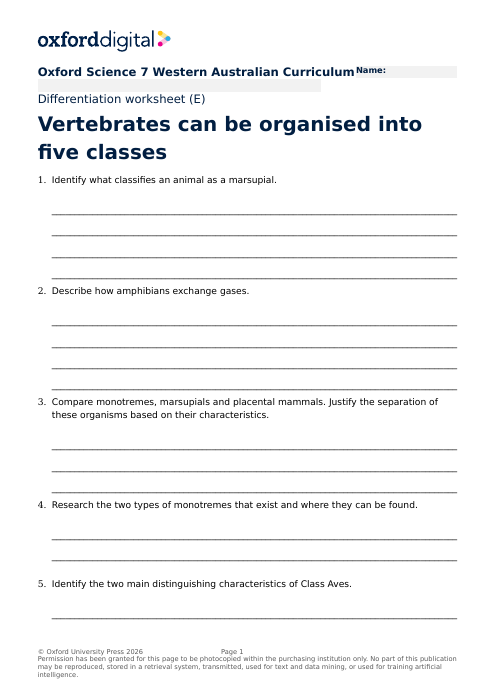 oxforddigital
Oxford Science 7 Western Australian Curriculum Name:
Differentiation worksheet (E)
Vertebrates can be organised into
five classes
1. Identify what classifies an animal as a marsupial.
2. Describe how amphibians exchange gases.
3. Compare monotremes, marsupials and placental mammals. Justify the separation of
these organisms based on their characteristics.
4. Research the two types of monotremes that exist and where they can be found.
5. Identify the two main distinguishing characteristics of Class Aves.
© Oxford University Press 2026 Page 1
Permission has been granted for this page to be photocopied within the purchasing institution only. No part of this publication
may be reproduced, stored in a retrieval system, transmitted, used for text and data mining, or used for training artificial
intelligence.